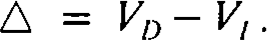 △ = V_D − V_I.